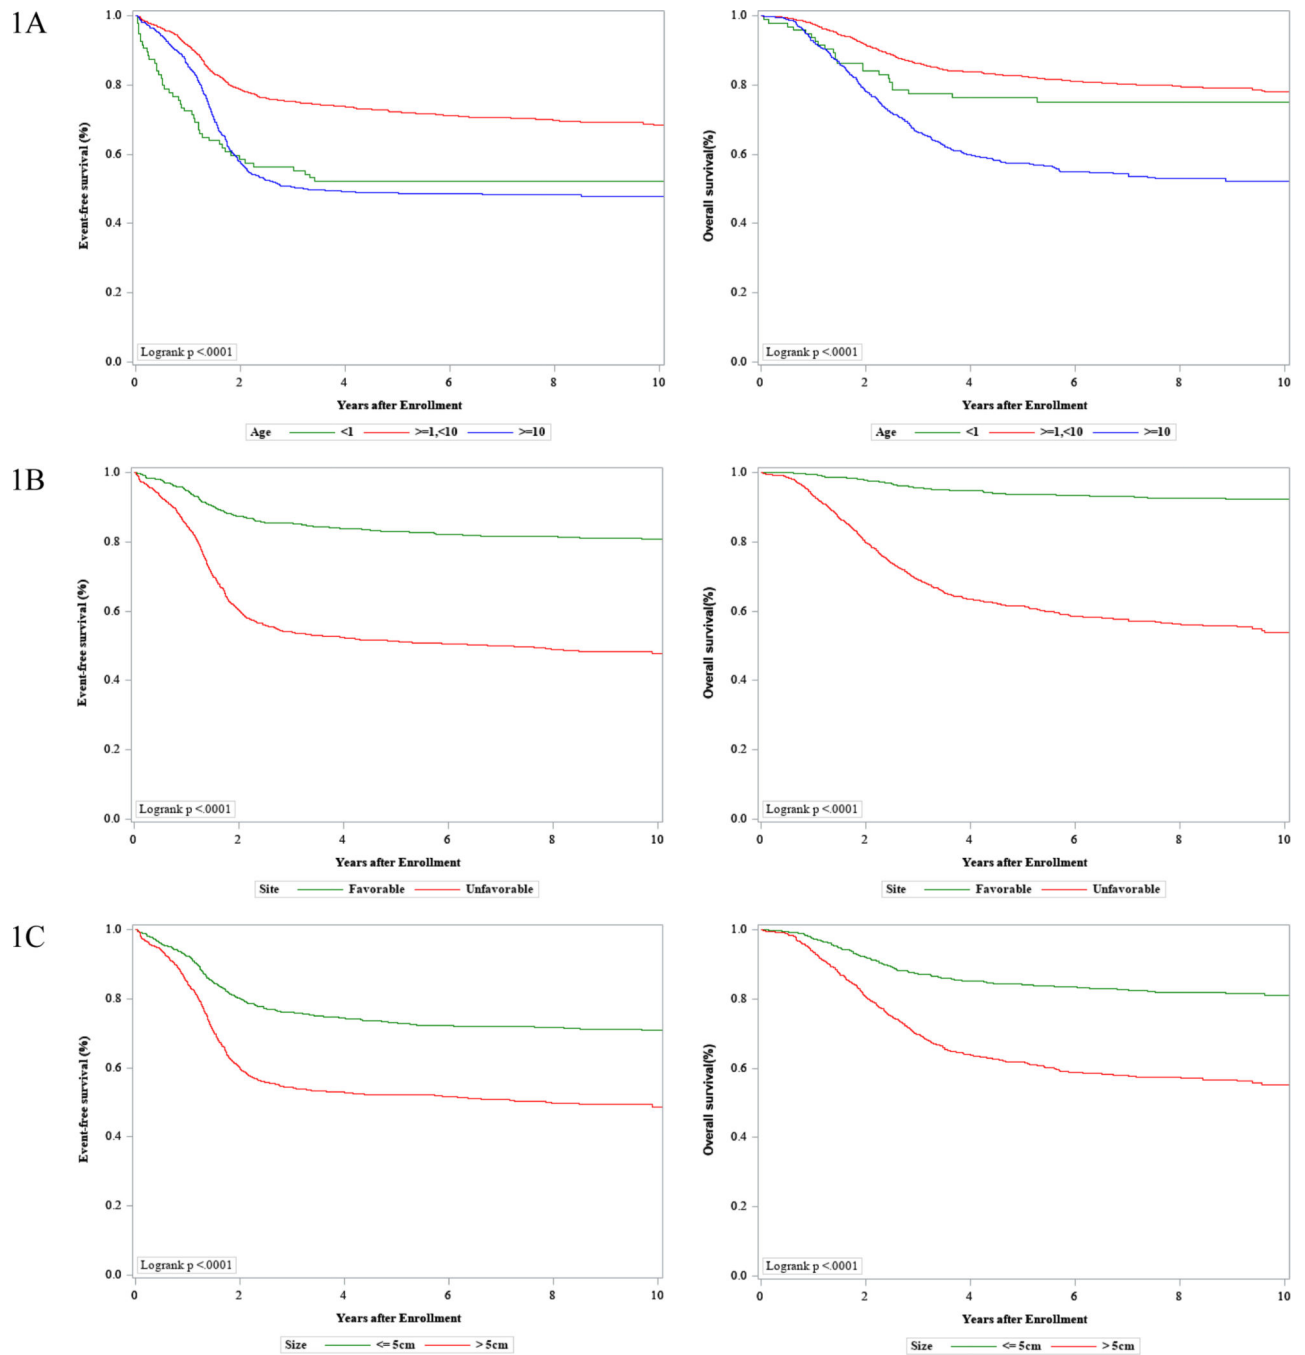 1A
Event-free survival (%)
1.0
0.8
0.6
0.4
0.2
0.0
Logrank p <.0001
0 2 4 6 8 10
Years after Enrollment
Age <1 >=1,<10 >=10
Overall survival(%)
1.0
0.8
0.6
0.4
0.2
0.0
Logrank p <.0001
0 2 4 6 8 10
Years after Enrollment
Age <1 >=1,<10 >=10
1B
Event-free survival (%)
1.0
0.8
0.6
0.4
0.2
0.0
Logrank p <.0001
0 2 4 6 8 10
Years after Enrollment
Site Favorable Unfavorable
Overall survival(%)
1.0
0.8
0.6
0.4
0.2
0.0
Logrank p <.0001
0 2 4 6 8 10
Years after Enrollment
Site Favorable Unfavorable
1C
Event-free survival (%)
1.0
0.8
0.6
0.4
0.2
0.0
Logrank p <.0001
0 2 4 6 8 10
Years after Enrollment
Size <= 5cm > 5cm
Overall survival(%)
1.0
0.8
0.6
0.4
0.2
0.0
Logrank p <.0001
0 2 4 6 8 10
Years after Enrollment
Size <= 5cm > 5cm